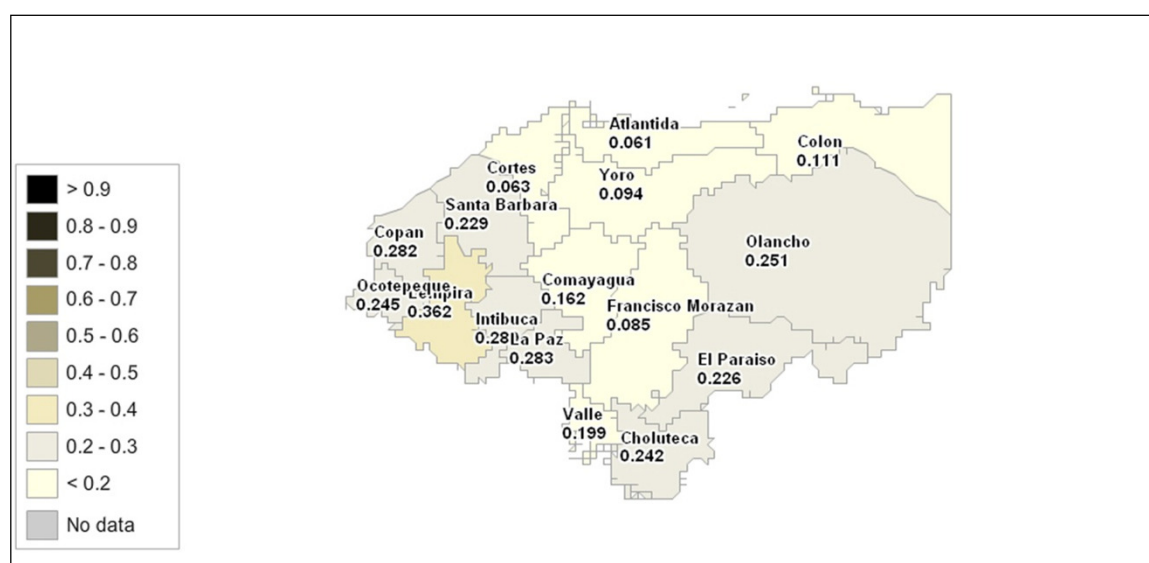 > 0.9
0.8 - 0.9
0.7 - 0.8
0.6 - 0.7
0.5 - 0.6
0.4 - 0.5
0.3 - 0.4
0.2 - 0.3
< 0.2
No data
Atlantida
0.061
Colon
0.111
Cortes
0.063
Yoro
0.094
Santa Barbara
0.229
Copan
0.282
Olancho
0.251
Ocotepeque
0.245
Lempira
0.362
Comayagua
0.162
Francisco Morazan
0.085
Intibuca
0.28
La Paz
0.283
El Paraiso
0.226
Valle
0.199
Choluteca
0.242